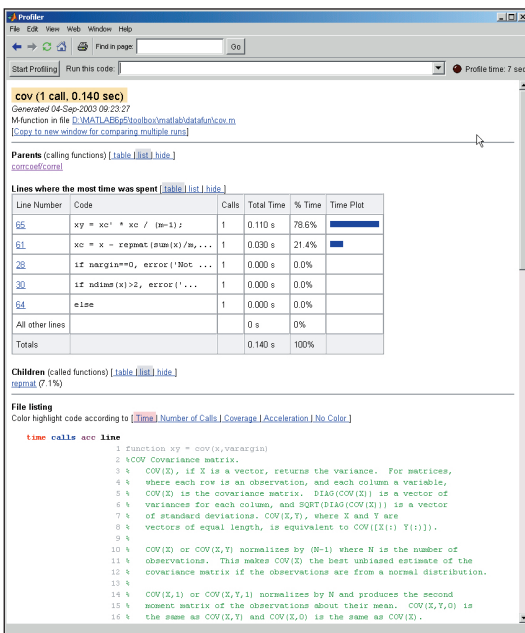 Profiler
File Edit View Web Window Help
Find in page: Go
Start Profiling Run this code: Profile time: 7 sec
cov (1 call, 0.140 sec)
Generated 04-Sep-2003 09:23:27
M-function in file D:\MATLAB6p5\toolbox\matlab\datafun\cov.m
[Copy to new window for comparing multiple runs]
Parents (calling functions) [ table | list | hide ]
corrcoef/correl
Lines where the most time was spent [ table | list | hide ]
Line Number Code Calls Total Time % Time Time Plot
65 xy = xc' * xc / (m-1); 1 0.110 s 78.6%
61 xc = x - repmat(sum(x)/m,... 1 0.030 s 21.4%
28 if nargin==0, error('Not ... 1 0.000 s 0.0%
30 if ndims(x)>2, error('... 1 0.000 s 0.0%
64 else 1 0.000 s 0.0%
All other lines 0 s 0%
Totals 0.140 s 100%
Children (called functions) [ table | list | hide ]
repmat (7.1%)
File listing
Color highlight code according to [ Time | Number of Calls | Coverage | Acceleration | No Color ]
time calls acc line
1 function xy = cov(x,varargin)
2 %COV Covariance matrix.
3 % COV(X), if X is a vector, returns the variance. For matrices,
4 % where each row is an observation, and each column a variable,
5 % COV(X) is the covariance matrix. DIAG(COV(X)) is a vector of
6 % variances for each column, and SQRT(DIAG(COV(X))) is a vector
7 % of standard deviations. COV(X,Y), where X and Y are
8 % vectors of equal length, is equivalent to COV([X(:) Y(:)]).
9 %
10 % COV(X) or COV(X,Y) normalizes by (N-1) where N is the number of
11 % observations. This makes COV(X) the best unbiased estimate of the
12 % covariance matrix if the observations are from a normal distribution.
13 %
14 % COV(X,1) or COV(X,Y,1) normalizes by N and produces the second
15 % moment matrix of the observations about their mean. COV(X,Y,0) is
16 % the same as COV(X,Y) and COV(X,0) is the same as COV(X).